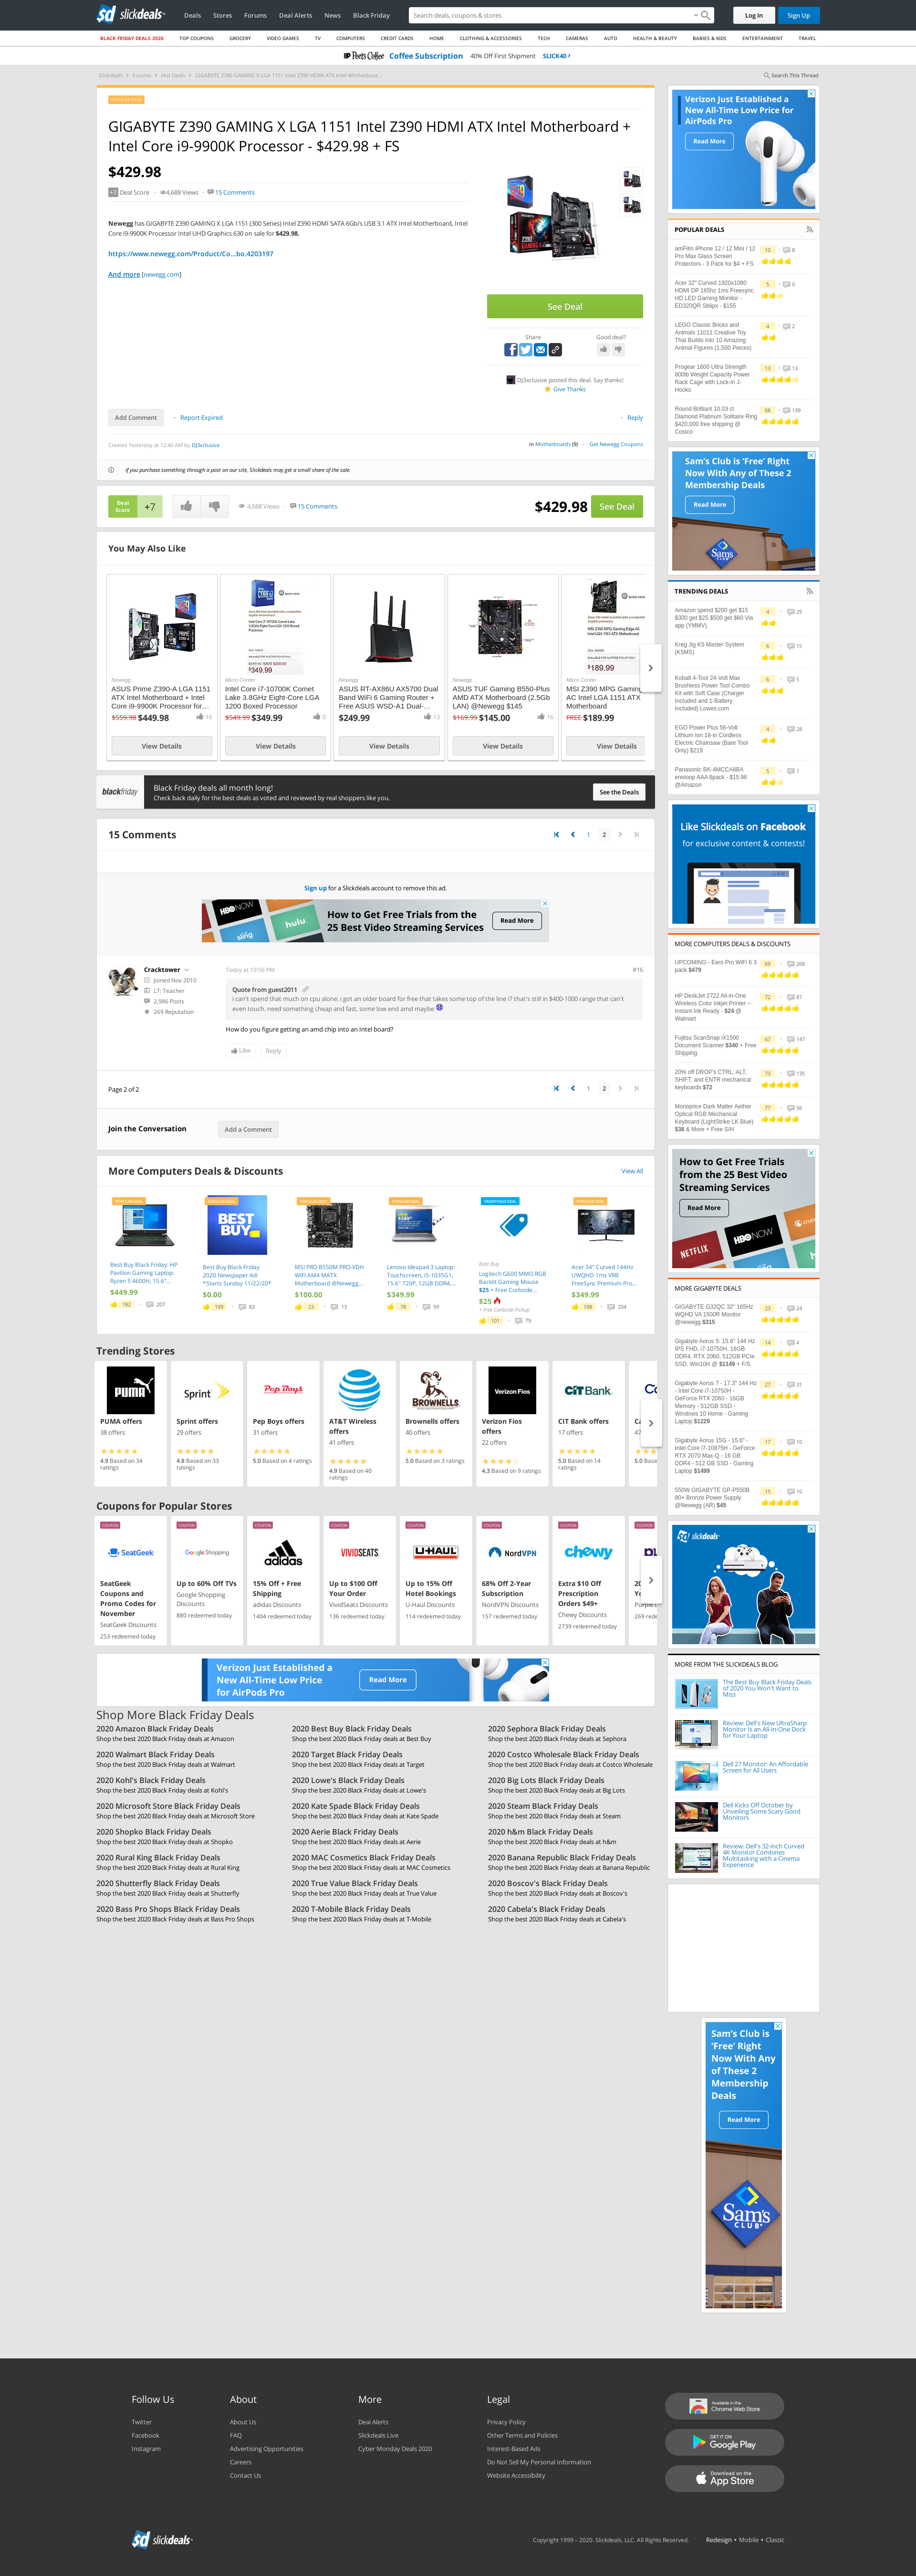 slickdeals
Deals
Stores
Forums
Deal Alerts
News
Black Friday
Search deals, coupons & stores
Log In
Sign Up
BLACK FRIDAY DEALS 2020
TOP COUPONS
GROCERY
VIDEO GAMES
TV
COMPUTERS
CREDIT CARDS
HOME
CLOTHING & ACCESSORIES
TECH
CAMERAS
AUTO
HEALTH & BEAUTY
BABIES & KIDS
ENTERTAINMENT
TRAVEL
Peet's Coffee Coffee Subscription 40% Off First Shipment SLICK40 >
Slickdeals > Forums > Hot Deals > GIGABYTE Z390 GAMING X LGA 1151 Intel Z390 HDMI ATX Intel Motherboar...
Search This Thread
POPULAR DEAL
GIGABYTE Z390 GAMING X LGA 1151 Intel Z390 HDMI ATX Intel Motherboard +
Intel Core i9-9900K Processor - $429.98 + FS
$429.98
+7 Deal Score
4,688 Views
15 Comments
Newegg has GIGABYTE Z390 GAMING X LGA 1151 (300 Series) Intel Z390 HDMI SATA 6Gb/s USB 3.1 ATX Intel Motherboard, Intel
Core i9-9900K Processor Intel UHD Graphics 630 on sale for $429.98.
https://www.newegg.com/Product/Co...bo.4203197
And more [newegg.com]
See Deal
Share
Good deal?
DJ3xclusive posted this deal. Say thanks!
Give Thanks
Add Comment
Report Expired
Reply
Created Yesterday at 12:40 AM by DJ3xclusive
in Motherboards (9)
Get Newegg Coupons
If you purchase something through a post on our site, Slickdeals may get a small share of the sale.
Deal
Score
+7
4,688 Views
15 Comments
$429.98
See Deal
You May Also Like
Newegg
ASUS Prime Z390-A LGA 1151
ATX Intel Motherboard + Intel
Core i9-9900K Processor for...
$559.98 $449.98
16
View Details
Micro Center
Intel Core i7-10700K Comet
Lake 3.8GHz Eight-Core LGA
1200 Boxed Processor
$549.99 $349.99
0
View Details
Newegg
ASUS RT-AX86U AX5700 Dual
Band WiFi 6 Gaming Router +
Free ASUS WSD-A1 Dual-...
$249.99
13
View Details
Newegg
ASUS TUF Gaming B550-Plus
AMD ATX Motherboard (2.5Gb
LAN) @Newegg $145
$169.99 $145.00
16
View Details
$189.99
Micro Center
MSI Z390 MPG Gaming
AC Intel LGA 1151 ATX
Motherboard
FREE $189.99
View Details
blackfriday
Black Friday deals all month long!
Check back daily for the best deals as voted and reviewed by real shoppers like you.
See the Deals
15 Comments
1
2
Sign up for a Slickdeals account to remove this ad.
HBO NOW
hulu
sling
How to Get Free Trials from the
25 Best Video Streaming Services
Read More
Cracktower
Joined Nov 2010
L7: Teacher
2,986 Posts
269 Reputation
Today at 10:56 PM
#16
Quote from guest2011
i can't spend that much on cpu alone. i got an older board for free that takes some top of the line i7 that's still in $400-1000 range that can't
even touch. need something cheap and fast, some low end amd maybe
How do you figure getting an amd chip into an Intel board?
Like
Reply
Page 2 of 2
1
2
Join the Conversation
Add a Comment
More Computers Deals & Discounts
View All
POPULAR DEAL
Best Buy Black Friday: HP
Pavilion Gaming Laptop:
Ryzen 5 4600H, 15.6"...
$449.99
182
207
POPULAR DEAL
BEST
BUY
Best Buy Black Friday
2020 Newspaper Ad:
*Starts Sunday 11/22/20*
$0.00
199
83
POPULAR DEAL
MSI PRO B550M PRO-VDH
WIFI AM4 MATX
Motherboard @Newegg...
$100.00
23
13
POPULAR DEAL
Lenovo Ideapad 3 Laptop:
Touchscreen, i5-1035G1,
15.6" 720P, 12GB DDR4,...
$349.99
78
59
FRONTPAGE DEAL
Best Buy
Logitech G600 MMO RGB
Backlit Gaming Mouse
$25 + Free Curbside...
$25
+ Free Curbside Pickup
101
79
POPULAR DEAL
Acer 34" Curved 144Hz
UWQHD 1ms VRB
FreeSync Premium Pro...
$349.99
198
334
Trending Stores
PUMA
PUMA offers
38 offers
4.9 Based on 34
ratings
Sprint
Sprint offers
29 offers
4.8 Based on 33
ratings
Pep Boys
Pep Boys offers
31 offers
5.0 Based on 4 ratings
AT&T Wireless
offers
41 offers
4.9 Based on 40
ratings
BROWNELLS
Brownells offers
40 offers
5.0 Based on 3 ratings
Verizon Fios
Verizon Fios
offers
22 offers
4.3 Based on 9 ratings
CIT BANK
CIT Bank offers
17 offers
5.0 Based on 14
ratings
Coupons for Popular Stores
COUPON
SeatGeek
SeatGeek
Coupons and
Promo Codes for
November
SeatGeek Discounts
253 redeemed today
COUPON
Google Shopping
Up to 60% Off TVs
Google Shopping
Discounts
880 redeemed today
COUPON
adidas
15% Off + Free
Shipping
adidas Discounts
1404 redeemed today
COUPON
VIVIDSEATS.
Up to $100 Off
Your Order
VividSeats Discounts
136 redeemed today
COUPON
U-HAUL
Up to 15% Off
Hotel Bookings
U-Haul Discounts
114 redeemed today
COUPON
NordVPN
68% Off 2-Year
Subscription
NordVPN Discounts
157 redeemed today
COUPON
chewy
Extra $10 Off
Prescription
Orders $49+
Chewy Discounts
2739 redeemed today
COUPON
Verizon Just Established a
New All-Time Low Price
for AirPods Pro
Read More
Shop More Black Friday Deals
2020 Amazon Black Friday Deals
Shop the best 2020 Black Friday deals at Amazon
2020 Best Buy Black Friday Deals
Shop the best 2020 Black Friday deals at Best Buy
2020 Sephora Black Friday Deals
Shop the best 2020 Black Friday deals at Sephora
2020 Walmart Black Friday Deals
Shop the best 2020 Black Friday deals at Walmart
2020 Target Black Friday Deals
Shop the best 2020 Black Friday deals at Target
2020 Costco Wholesale Black Friday Deals
Shop the best 2020 Black Friday deals at Costco Wholesale
2020 Kohl's Black Friday Deals
Shop the best 2020 Black Friday deals at Kohl's
2020 Lowe's Black Friday Deals
Shop the best 2020 Black Friday deals at Lowe's
2020 Big Lots Black Friday Deals
Shop the best 2020 Black Friday deals at Big Lots
2020 Microsoft Store Black Friday Deals
Shop the best 2020 Black Friday deals at Microsoft Store
2020 Kate Spade Black Friday Deals
Shop the best 2020 Black Friday deals at Kate Spade
2020 Steam Black Friday Deals
Shop the best 2020 Black Friday deals at Steam
2020 Shopko Black Friday Deals
Shop the best 2020 Black Friday deals at Shopko
2020 Aerie Black Friday Deals
Shop the best 2020 Black Friday deals at Aerie
2020 h&m Black Friday Deals
Shop the best 2020 Black Friday deals at h&m
2020 Rural King Black Friday Deals
Shop the best 2020 Black Friday deals at Rural King
2020 MAC Cosmetics Black Friday Deals
Shop the best 2020 Black Friday deals at MAC Cosmetics
2020 Banana Republic Black Friday Deals
Shop the best 2020 Black Friday deals at Banana Republic
2020 Shutterfly Black Friday Deals
Shop the best 2020 Black Friday deals at Shutterfly
2020 True Value Black Friday Deals
Shop the best 2020 Black Friday deals at True Value
2020 Boscov's Black Friday Deals
Shop the best 2020 Black Friday deals at Boscov's
2020 Bass Pro Shops Black Friday Deals
Shop the best 2020 Black Friday deals at Bass Pro Shops
2020 T-Mobile Black Friday Deals
Shop the best 2020 Black Friday deals at T-Mobile
2020 Cabela's Black Friday Deals
Shop the best 2020 Black Friday deals at Cabela's
Verizon Just Established a
New All-Time Low Price for
AirPods Pro
Read More
POPULAR DEALS
amFilm iPhone 12 / 12 Mini / 12
Pro Max Glass Screen
Protectors - 3 Pack for $4 + FS
10
8
Acer 32" Curved 1920x1080
HDMI DP 165hz 1ms Freesync
HD LED Gaming Monitor -
ED320QR Sbiipx - $155
5
0
LEGO Classic Bricks and
Animals 11011 Creative Toy
That Builds into 10 Amazing
Animal Figures (1,500 Pieces)
4
2
Progear 1600 Ultra Strength
800lb Weight Capacity Power
Rack Cage with Lock-in J-
Hooks
13
13
Round Brilliant 10.03 ct
Diamond Platinum Solitaire Ring
$420,000 free shipping @
Costco
68
139
Sam's Club is 'Free' Right
Now With Any of These 2
Membership Deals
Read More
Sam's
TRENDING DEALS
Amazon spend $200 get $15
$300 get $25 $500 get $60 Via
app (YMMV)
4
25
Kreg Jig K5 Master System
(K5MS)
6
15
Kobalt 4-Tool 24-Volt Max
Brushless Power Tool Combo
Kit with Soft Case (Charger
Included and 1-Battery
Included) Lowes.com
6
5
EGO Power Plus 56-Volt
Lithium Ion 18-in Cordless
Electric Chainsaw (Bare Tool
Only) $219
4
28
Panasonic BK-4MCCA8BA
eneloop AAA 8pack - $15.96
@Amazon
5
1
Like Slickdeals on Facebook
for exclusive content & contests!
MORE COMPUTERS DEALS & DISCOUNTS
UPCOMING - Eero Pro WiFi 6 3
pack $479
69
268
HP DeskJet 2722 All-in-One
Wireless Color Inkjet Printer –
Instant Ink Ready - $24 @
Walmart
72
87
Fujitsu ScanSnap iX1500
Document Scanner $340 + Free
Shipping
67
147
20% off DROP's CTRL, ALT,
SHIFT, and ENTR mechanical
keyboards $72
73
135
Monoprice Dark Matter Aether
Optical RGB Mechanical
Keyboard (LightStrike LK Blue)
$38 & More + Free S/H
77
56
How to Get Free Trials
from the 25 Best Video
Streaming Services
Read More
NETFLIX
HBO NOW
MORE GIGABYTE DEALS
GIGABYTE G32QC 32" 165Hz
WQHD VA 1500R Monitor
@newegg $315
23
24
Gigabyte Aorus 5: 15.6" 144 Hz
IPS FHD, i7-10750H, 16GB
DDR4, RTX 2060, 512GB PCIe
SSD, Win10H @ $1149 + F/S
14
4
Gigabyte Aorus 7 - 17.3" 144 Hz
- Intel Core i7-10750H -
GeForce RTX 2060 - 16GB
Memory - 512GB SSD -
Windows 10 Home - Gaming
Laptop $1229
27
31
Gigabyte Aorus 15G - 15.6" -
Intel Core i7-10875H - GeForce
RTX 2070 Max-Q - 16 GB
DDR4 - 512 GB SSD - Gaming
Laptop $1499
17
10
550W GIGABYTE GP-P550B
80+ Bronze Power Supply
@Newegg (AR) $45
15
10
slickdeals
MORE FROM THE SLICKDEALS BLOG
The Best Buy Black Friday Deals
of 2020 You Won't Want to
Miss
Review: Dell's New UltraSharp
Monitor Is an All-in-One Dock
for Your Laptop
Dell 27 Monitor: An Affordable
Screen for All Users
Dell Kicks Off October by
Unveiling Some Scary Good
Monitors
Review: Dell's 32-inch Curved
4K Monitor Combines
Multitasking with a Cinema
Experience
Sam's Club is
'Free' Right
Now With Any
of These 2
Membership
Deals
Read More
Sam's
CLUB
Follow Us
Twitter
Facebook
Instagram
About
About Us
FAQ
Advertising Opportunities
Careers
Contact Us
More
Deal Alerts
Slickdeals Live
Cyber Monday Deals 2020
Legal
Privacy Policy
Other Terms and Policies
Interest-Based Ads
Do Not Sell My Personal Information
Website Accessibility
Available in the
Chrome Web Store
GET IT ON
Google Play
Download on the
App Store
slickdeals
Copyright 1999 – 2020. Slickdeals, LLC. All Rights Reserved.
Redesign • Mobile • Classic